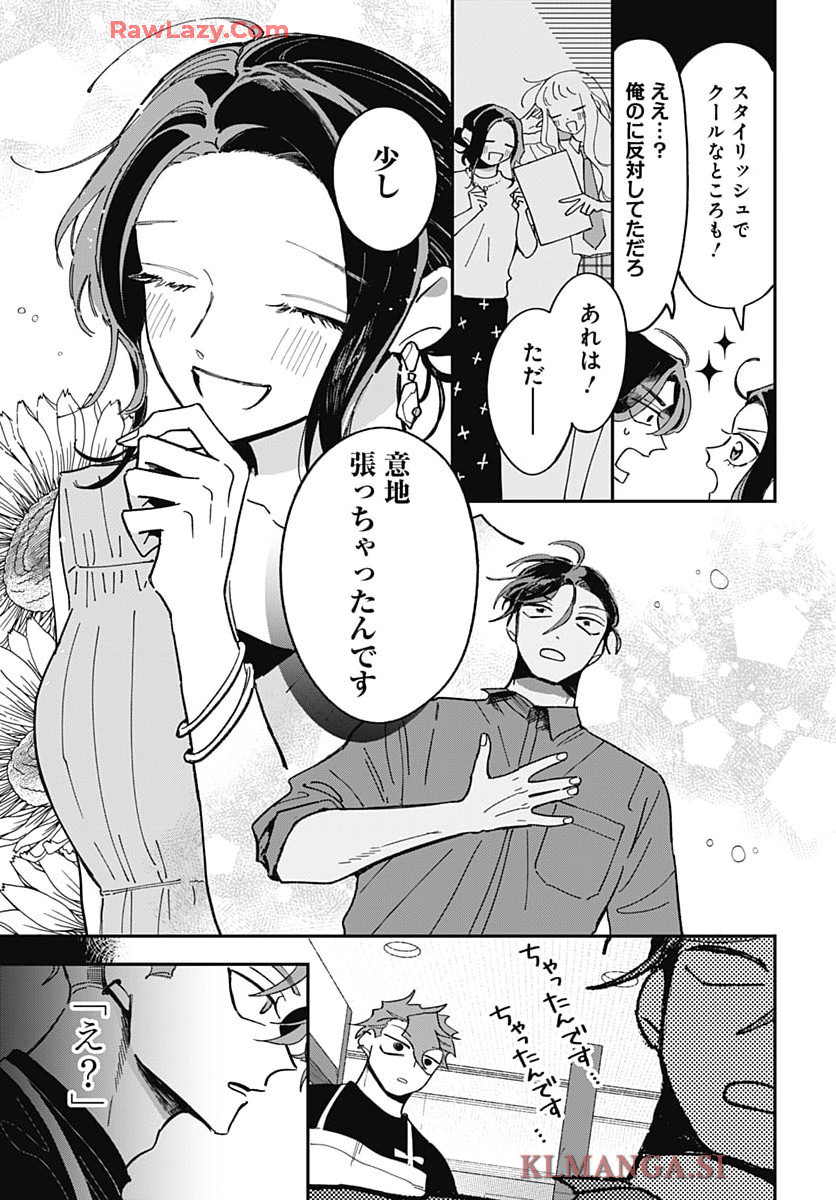 RawLazy.Com
スタイリッシュで
クールなところも！
ええ…？
俺のに反対してただろ
あれは！
ただ――
少し
意地
張っちゃったんです
ちゃったんです…
ちゃったんです…
「え？」
KLMANGA.SI